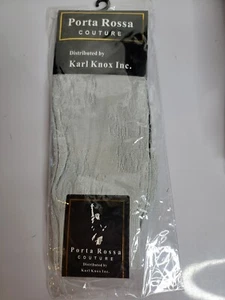 Porta Rossa
COUTURE
Distributed by
Karl Knox Inc.
Porta Rossa
COUTURE
Distributed by
Karl Knox Inc.